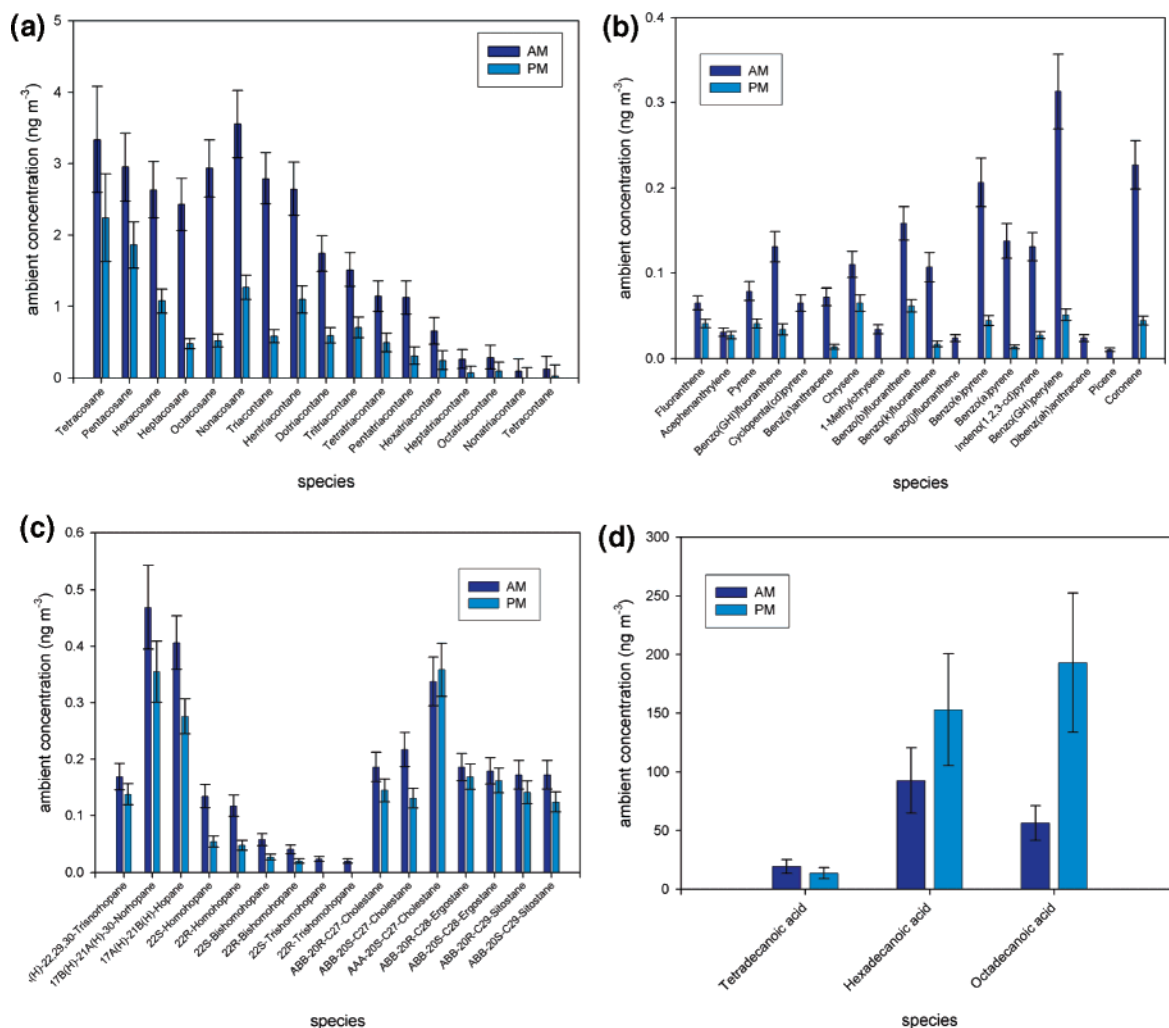 (a)
AM
PM
5
4
3
2
1
0
ambient concentration (ng m⁻³)
Tetracosane
Pentacosane
Hexacosane
Heptacosane
Octacosane
Nonacosane
Triacontane
Hentriacontane
Dotriacontane
Tritriacontane
Tetratriacontane
Pentatriacontane
Hexatriacontane
Heptatriacontane
Octatriacontane
Nonatriacontane
Tetracontane
species
(b)
AM
PM
0.4
0.3
0.2
0.1
0.0
ambient concentration (ng m⁻³)
Fluoranthene
Acephenanthrylene
Pyrene
Benzo(GHI)fluoranthene
Cyclopenta(cd)pyrene
Benz(a)anthracene
Chrysene
1-Methylchrysene
Benzo(b)fluoranthene
Benzo(k)fluoranthene
Benzo(j)fluoranthene
Benzo(e)pyrene
Benzo(a)pyrene
Indeno(1,2,3-cd)pyrene
Benzo(GHI)perylene
Dibenz(ah)anthracene
Picene
Coronene
species
(c)
AM
PM
0.6
0.5
0.4
0.3
0.2
0.1
0.0
ambient concentration (ng m⁻³)
(H)-22,29,30-Trisnorhopane
17B(H)-21A(H)-30-Norhopane
17A(H)-21B(H)-Hopane
22S-Homohopane
22R-Homohopane
22S-Bishomohopane
22R-Bishomohopane
22S-Trishomohopane
22R-Trishomohopane
ABB-20R-C27-Cholestane
ABB-20S-C27-Cholestane
AAA-20S-C27-Cholestane
ABB-20R-C28-Ergostane
ABB-20S-C28-Ergostane
ABB-20R-C29-Sitostane
ABB-20S-C29-Sitostane
species
(d)
AM
PM
300
250
200
150
100
50
0
ambient concentration (ng m⁻³)
Tetradecanoic acid
Hexadecanoic acid
Octadecanoic acid
species